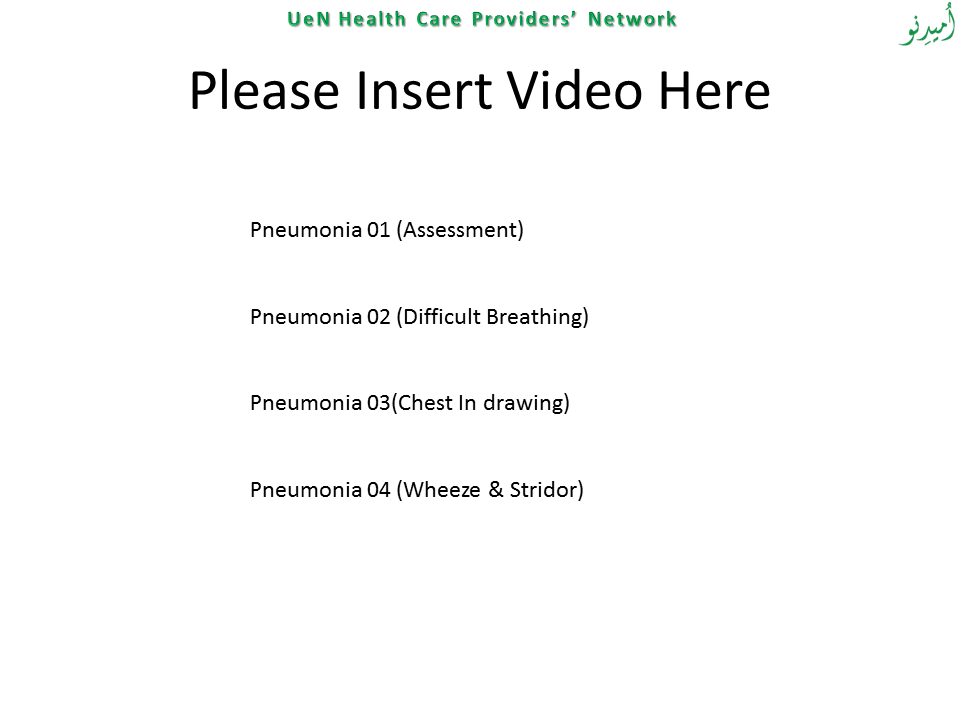 UeN Health Care Providers’ Network
اُميدِنو
Please Insert Video Here
Pneumonia 01 (Assessment)
Pneumonia 02 (Difficult Breathing)
Pneumonia 03(Chest In drawing)
Pneumonia 04 (Wheeze & Stridor)